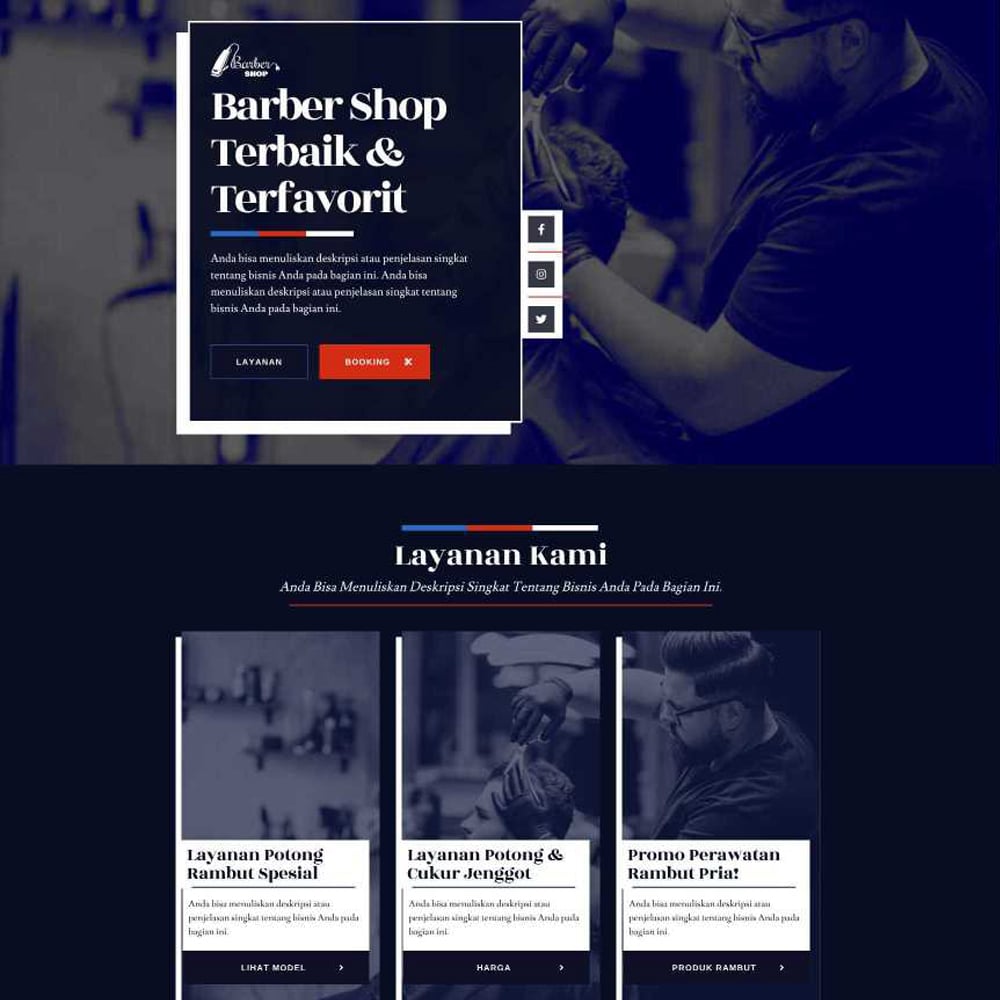 Barber
SHOP
Barber Shop
Terbaik &
Terfavorit
Anda bisa menuliskan deskripsi atau penjelasan singkat
tentang bisnis Anda pada bagian ini. Anda bisa
menuliskan deskripsi atau penjelasan singkat tentang
bisnis Anda pada bagian ini.
LAYANAN
BOOKING
Layanan Kami
Anda Bisa Menuliskan Deskripsi Singkat Tentang Bisnis Anda Pada Bagian Ini.
Layanan Potong
Rambut Spesial
Anda bisa menuliskan deskripsi atau
penjelasan singkat tentang bisnis Anda pada
bagian ini.
LIHAT MODEL
Layanan Potong &
Cukur Jenggot
Anda bisa menuliskan deskripsi atau
penjelasan singkat tentang bisnis Anda pada
bagian ini.
HARGA
Promo Perawatan
Rambut Pria!
Anda bisa menuliskan deskripsi atau
penjelasan singkat tentang bisnis Anda pada
bagian ini.
PRODUK RAMBUT